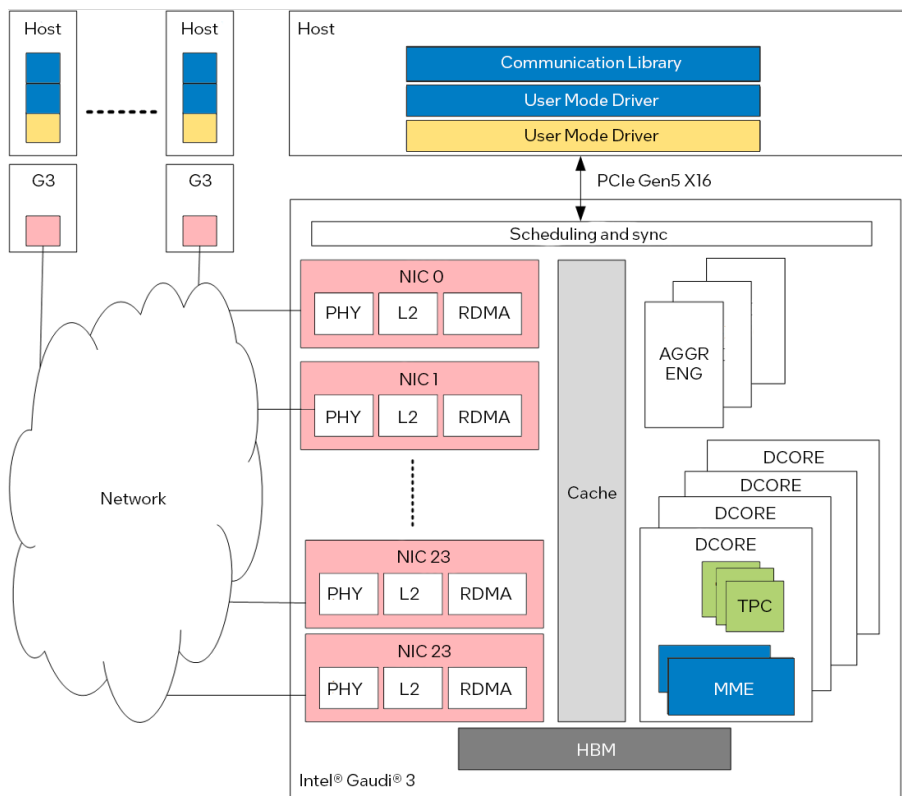 Host
Host
Host
Communication Library
User Mode Driver
User Mode Driver
G3
G3
PCIe Gen5 X16
Scheduling and sync
NIC 0
PHY
L2
RDMA
NIC 1
PHY
L2
RDMA
AGGR
ENG
Cache
Network
NIC 23
PHY
L2
RDMA
NIC 23
PHY
L2
RDMA
DCORE
DCORE
DCORE
DCORE
TPC
MME
HBM
Intel® Gaudi® 3